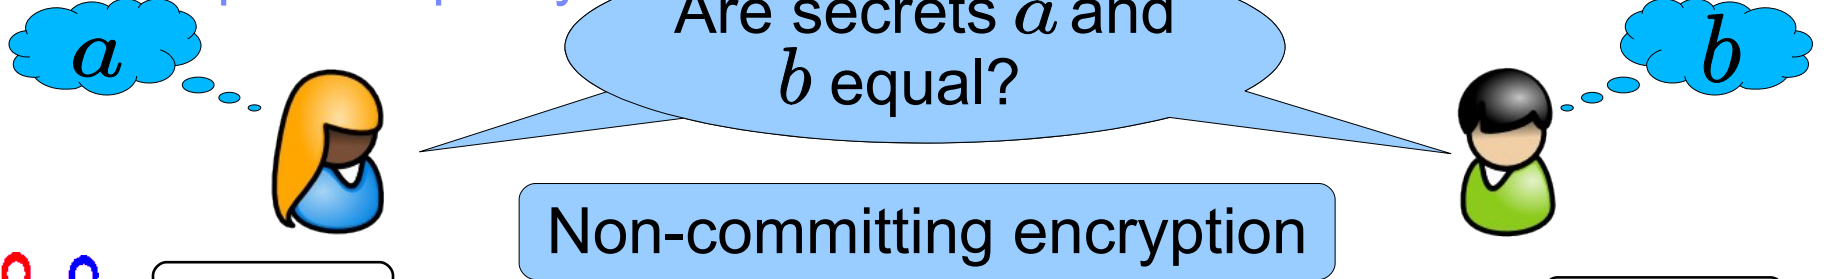 Are secrets a and
a
b
b equal?
Non-committing encryption